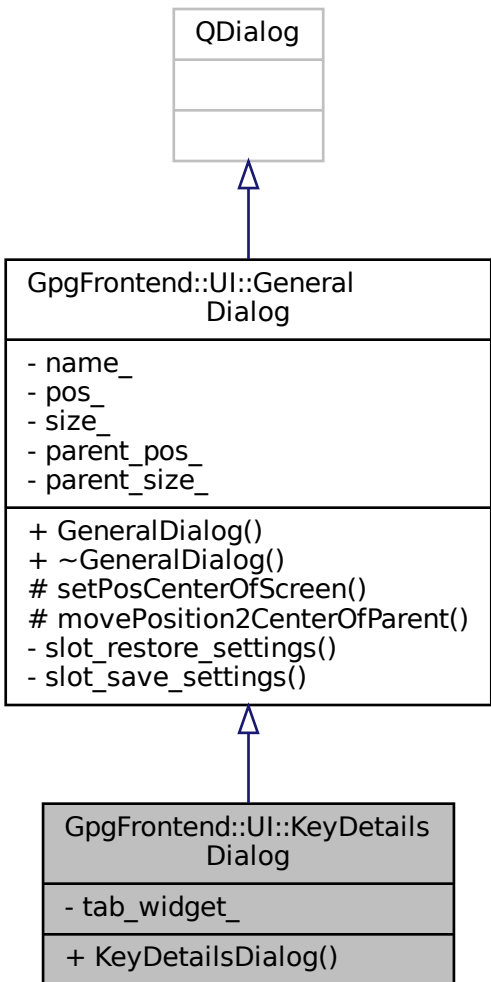 QDialog
GpgFrontend::UI::General
Dialog
- name_
- pos_
- size_
- parent_pos_
- parent_size_
+ GeneralDialog()
+ ~GeneralDialog()
# setPosCenterOfScreen()
# movePosition2CenterOfParent()
- slot_restore_settings()
- slot_save_settings()
GpgFrontend::UI::KeyDetails
Dialog
- tab_widget_
+ KeyDetailsDialog()